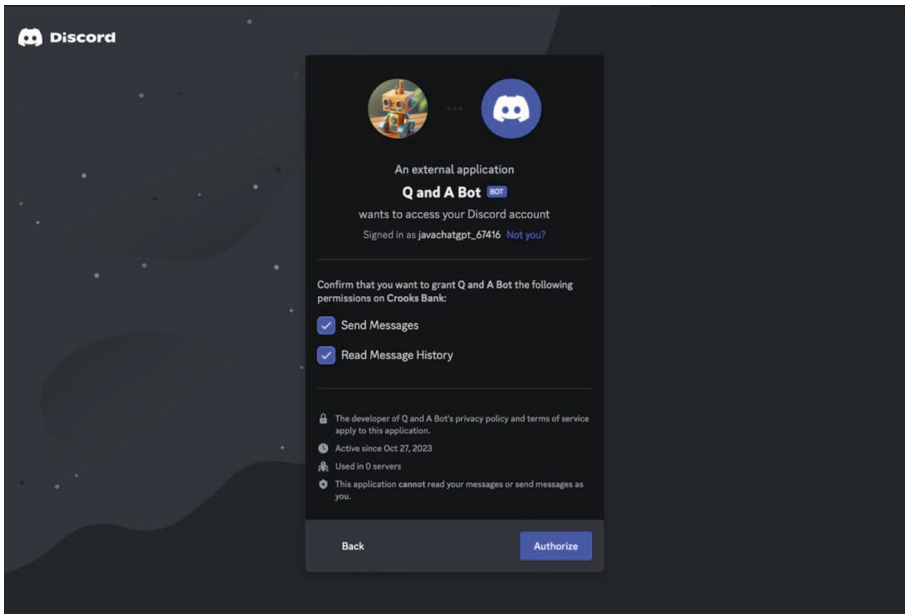 Discord
An external application
Q and A Bot BOT
wants to access your Discord account
Signed in as javachatgpt_67416 Not you?
Confirm that you want to grant Q and A Bot the following
permissions on Crooks Bank:
Send Messages
Read Message History
The developer of Q and A Bot's privacy policy and terms of service
apply to this application.
Active since Oct 27, 2023
Used in 0 servers
This application cannot read your messages or send messages as
you.
Back
Authorize